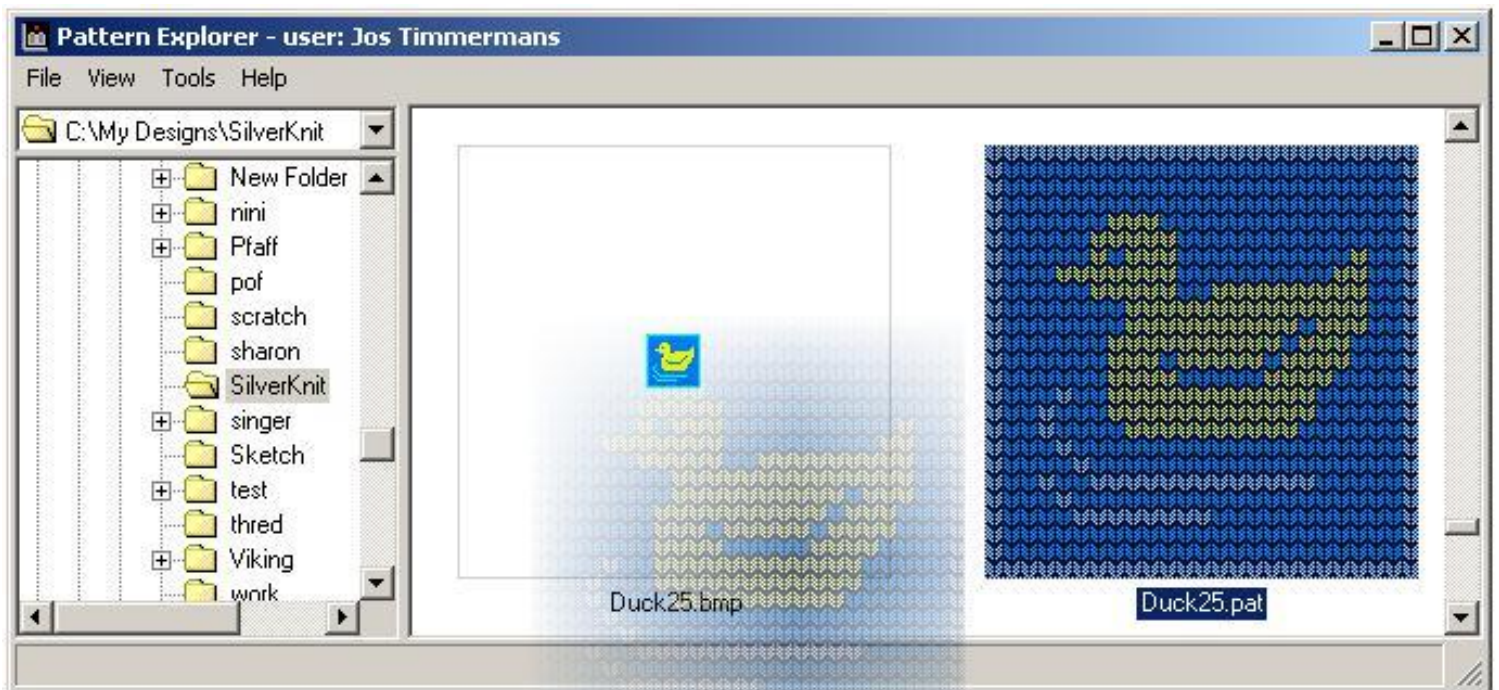 Pattern Explorer - user: Jos Timmermans
File View Tools Help
C:\My Designs\SilverKnit
New Folder
nini
Pfaff
pof
scratch
sharon
SilverKnit
singer
Sketch
test
thred
Viking
work
Duck25.bmp
Duck25.pat